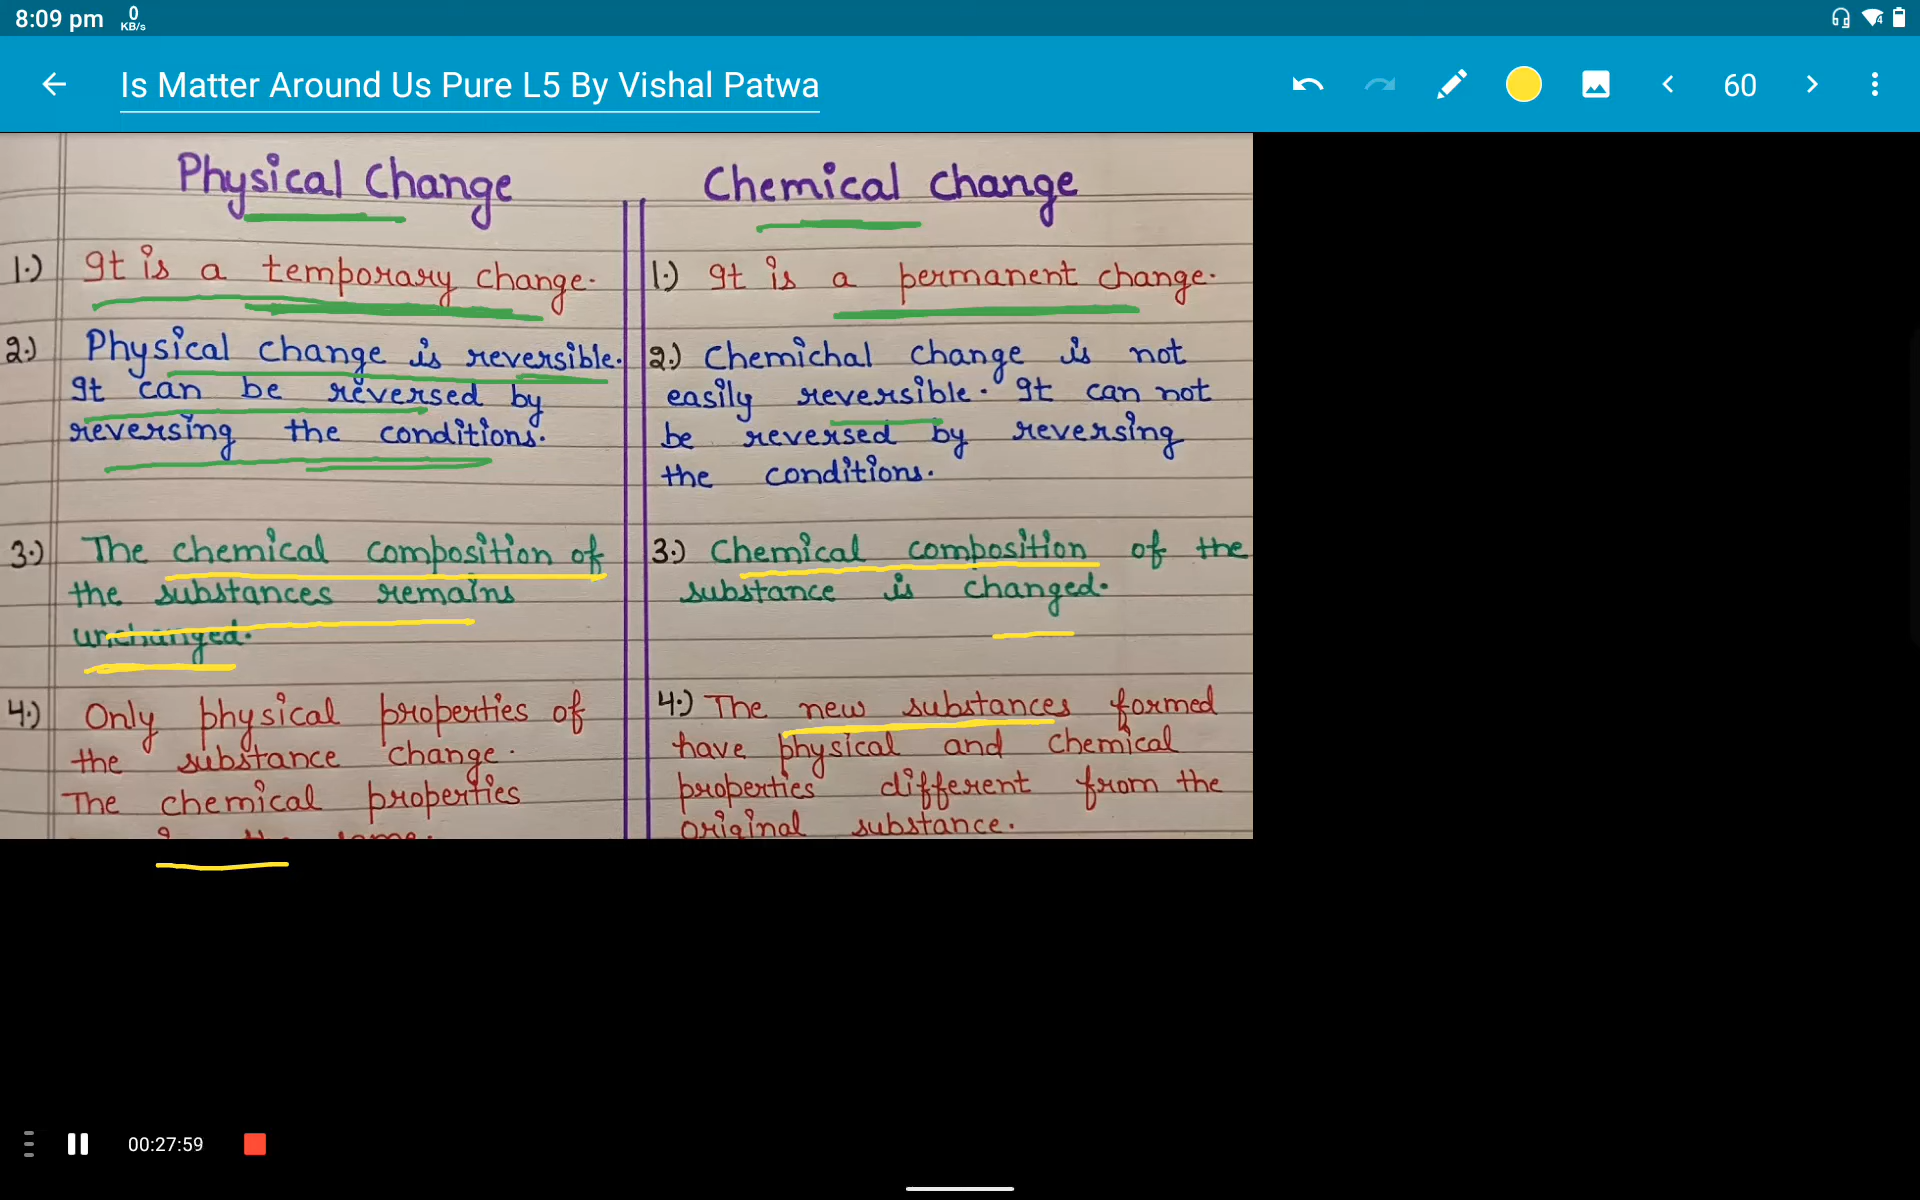 8:09 pm 0 KB/s
Is Matter Around Us Pure L5 By Vishal Patwa
60
Physical Change
1.) It is a temporary change.
2.) Physical change is reversible.
It can be reversed by
reversing the conditions.
3.) The chemical composition of
the substances remains
unchanged.
4.) Only physical properties of
the substance change.
The chemical properties
Chemical change
1.) It is a permanent change.
2.) Chemichal change is not
easily reversible. It can not
be reversed by reversing
the conditions.
3.) Chemical composition of the
substance is changed.
4.) The new substances formed
have physical and chemical
properties different from the
original substance.
00:27:59